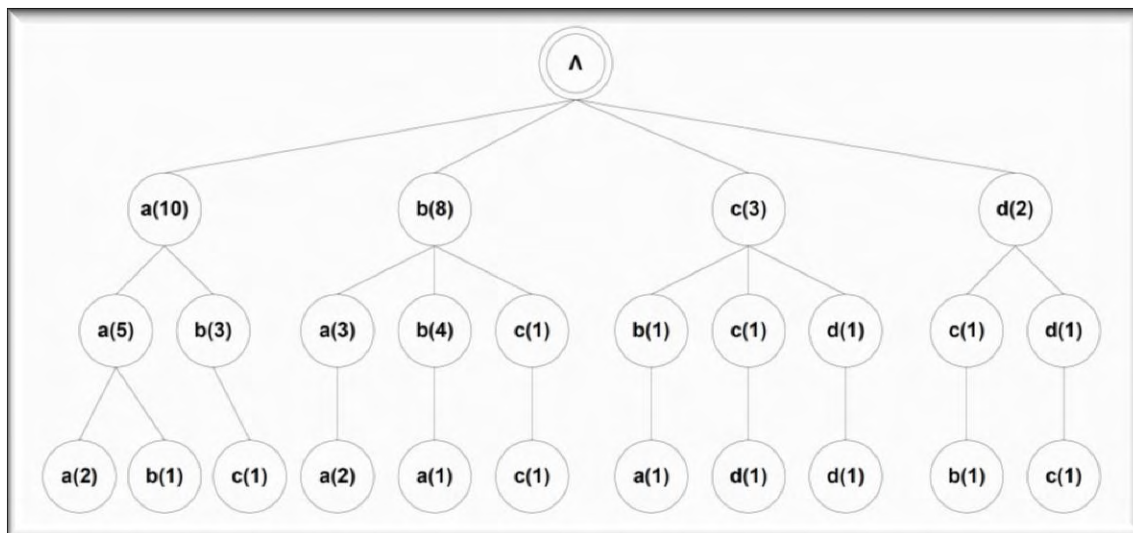 Λ
a(10) b(8) c(3) d(2)
a(5) b(3) a(3) b(4) c(1) b(1) c(1) d(1) c(1) d(1)
a(2) b(1) c(1) a(2) a(1) c(1) a(1) d(1) d(1) b(1) c(1)